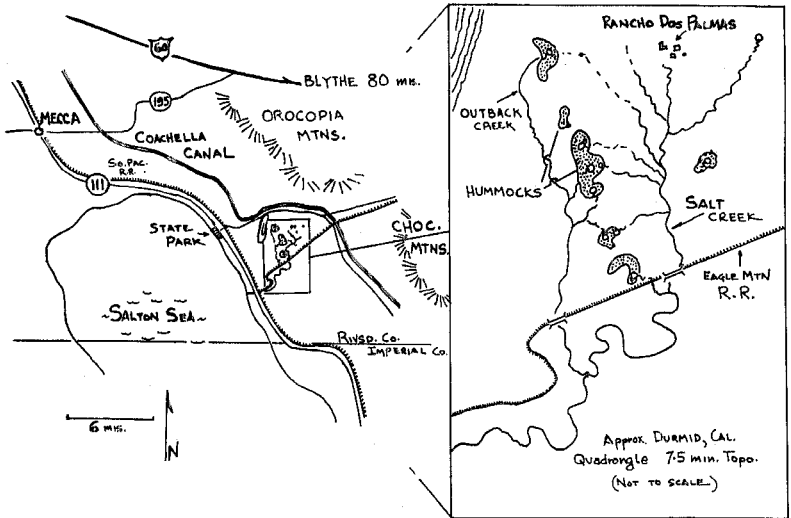 60
BLYTHE 80 MIS.
195
OROCOPIA
MTNS.
MECCA
COACHELLA
CANAL
SO. PAC.
R.R.
111
STATE
PARK
CHOC.
MTNS.
~SALTON SEA~
RIVSD. CO.
IMPERIAL CO.
6 MIS.
N
RANCHO DOS PALMAS
OUTBACK
CREEK
HUMMOCKS
SALT
CREEK
EAGLE MTN
R.R.
Approx. DURMID, CAL.
Quadrangle 7.5 min. Topo.
(NOT TO SCALE)